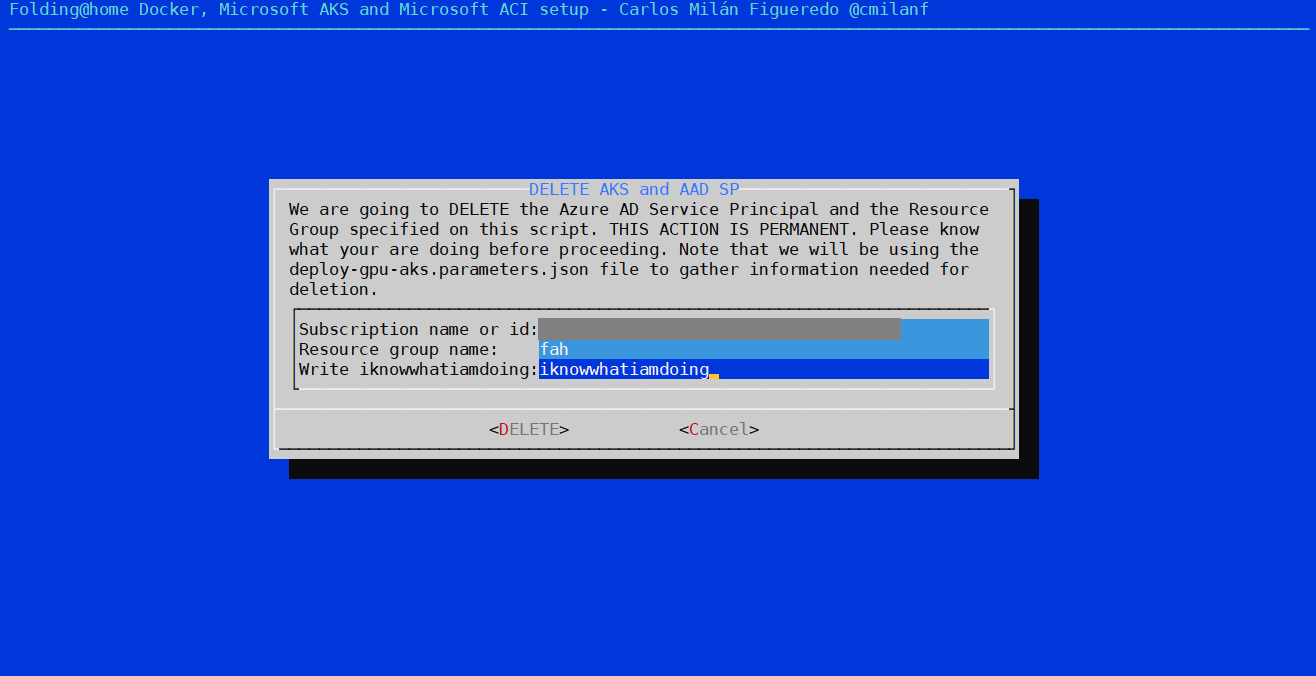 Folding@home Docker, Microsoft AKS and Microsoft ACI setup - Carlos Milán Figueredo @cmilanf
DELETE AKS and AAD SP
We are going to DELETE the Azure AD Service Principal and the Resource
Group specified on this script. THIS ACTION IS PERMANENT. Please know
what your are doing before proceeding. Note that we will be using the
deploy-gpu-aks.parameters.json file to gather information needed for
deletion.
Subscription name or id:
Resource group name: fah
Write iknowwhatiamdoing:iknowwhatiamdoing
<DELETE> <Cancel>